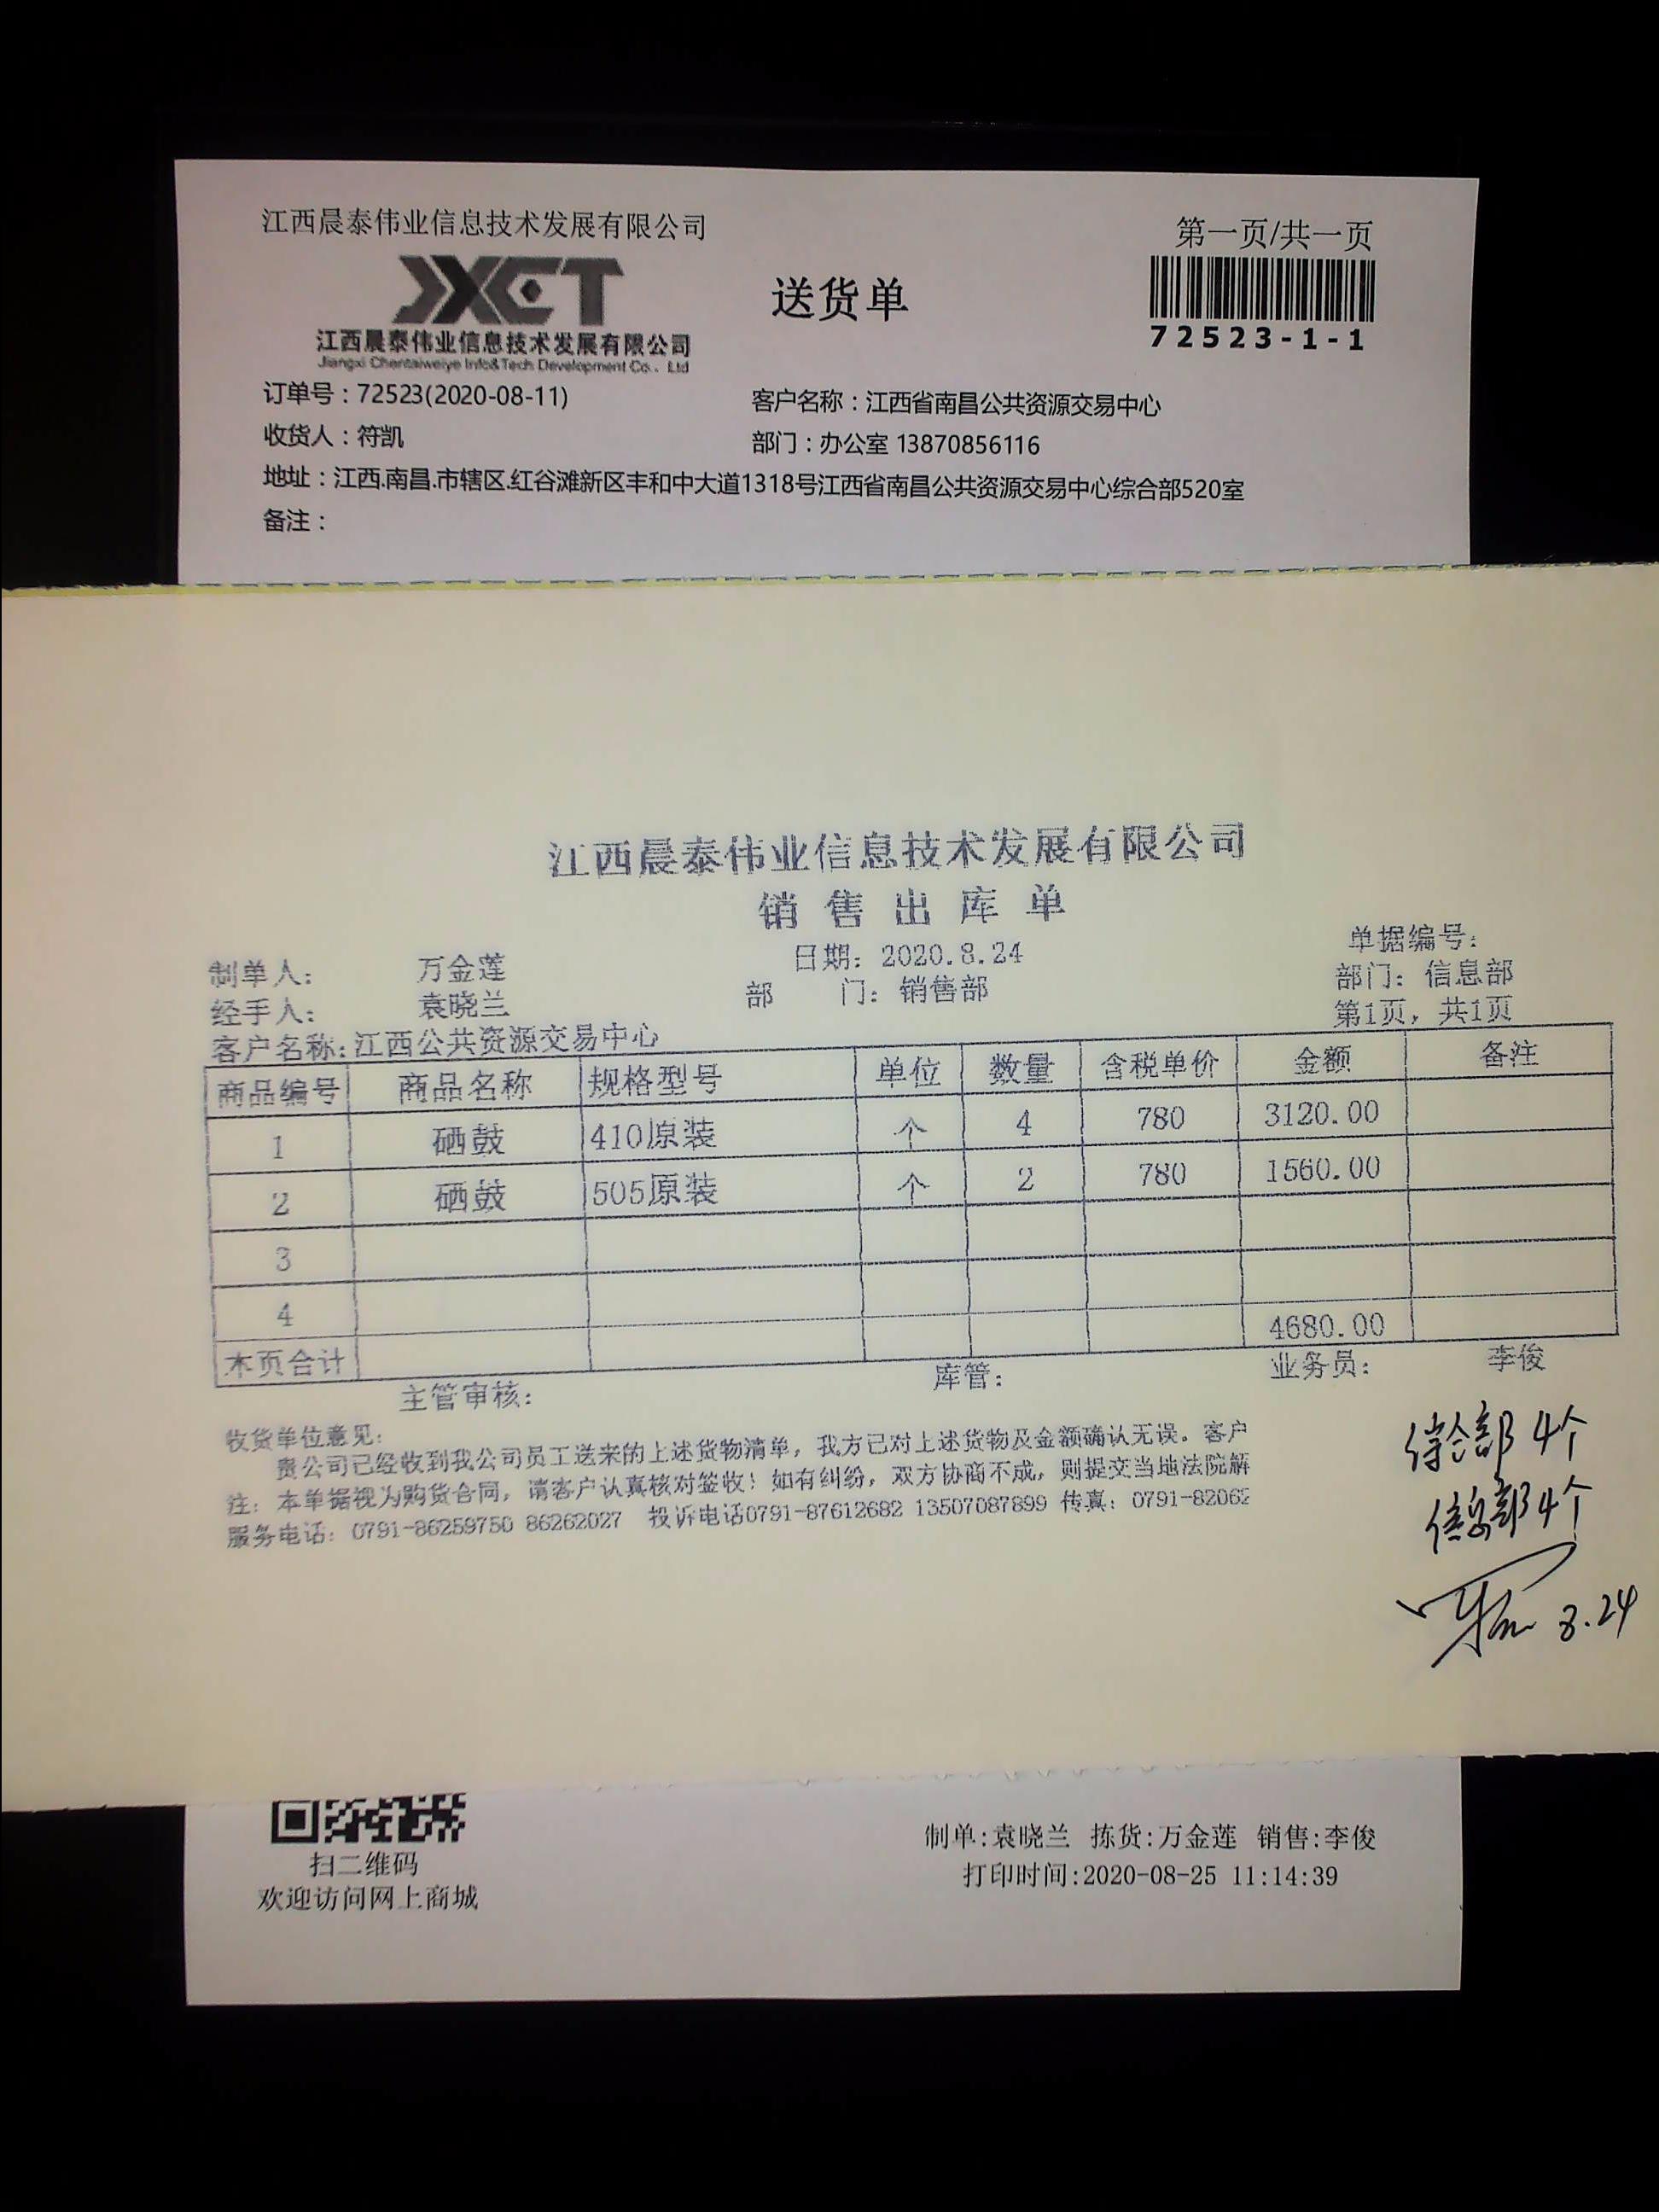 江西晨泰伟业信息技术发展有限公司
第一页/共一页
JXCT
送货单
江西晨泰伟业信息技术发展有限公司
Jiangxi Chentaiweiye Info&Tech Development Co., Ltd
72523-1-1
订单号：72523(2020-08-11)
客户名称：江西省南昌公共资源交易中心
收货人：符凯
部门：办公室 13870856116
地址：江西.南昌.市辖区.红谷滩新区丰和中大道1318号江西省南昌公共资源交易中心综合部520室
备注：
江西晨泰伟业信息技术发展有限公司
销售出库单
制单人： 万金莲 日期：2020.8.24 单据编号：
经手人： 袁晓兰 部 门：销售部 部门：信息部
客户名称：江西公共资源交易中心 第1页，共1页
商品编号 商品名称 规格型号 单位 数量 含税单价 金额 备注
1 硒鼓 410原装 个 4 780 3120.00
2 硒鼓 505原装 个 2 780 1560.00
3
4
本页合计 4680.00
主管审核： 库管： 业务员： 李俊
收货单位意见：
贵公司已经收到我公司员工送来的上述货物清单，我方已对上述货物及金额确认无误。客户
注：本单据视为购货合同，请客户认真核对签收！如有纠纷，双方协商不成，则提交当地法院解
服务电话：0791-86259750 86262027 投诉电话0791-87612682 13507087899 传真：0791-82062
综合部4个
信息部4个
8.24
扫二维码
欢迎访问网上商城
制单:袁晓兰 拣货:万金莲 销售:李俊
打印时间:2020-08-25 11:14:39